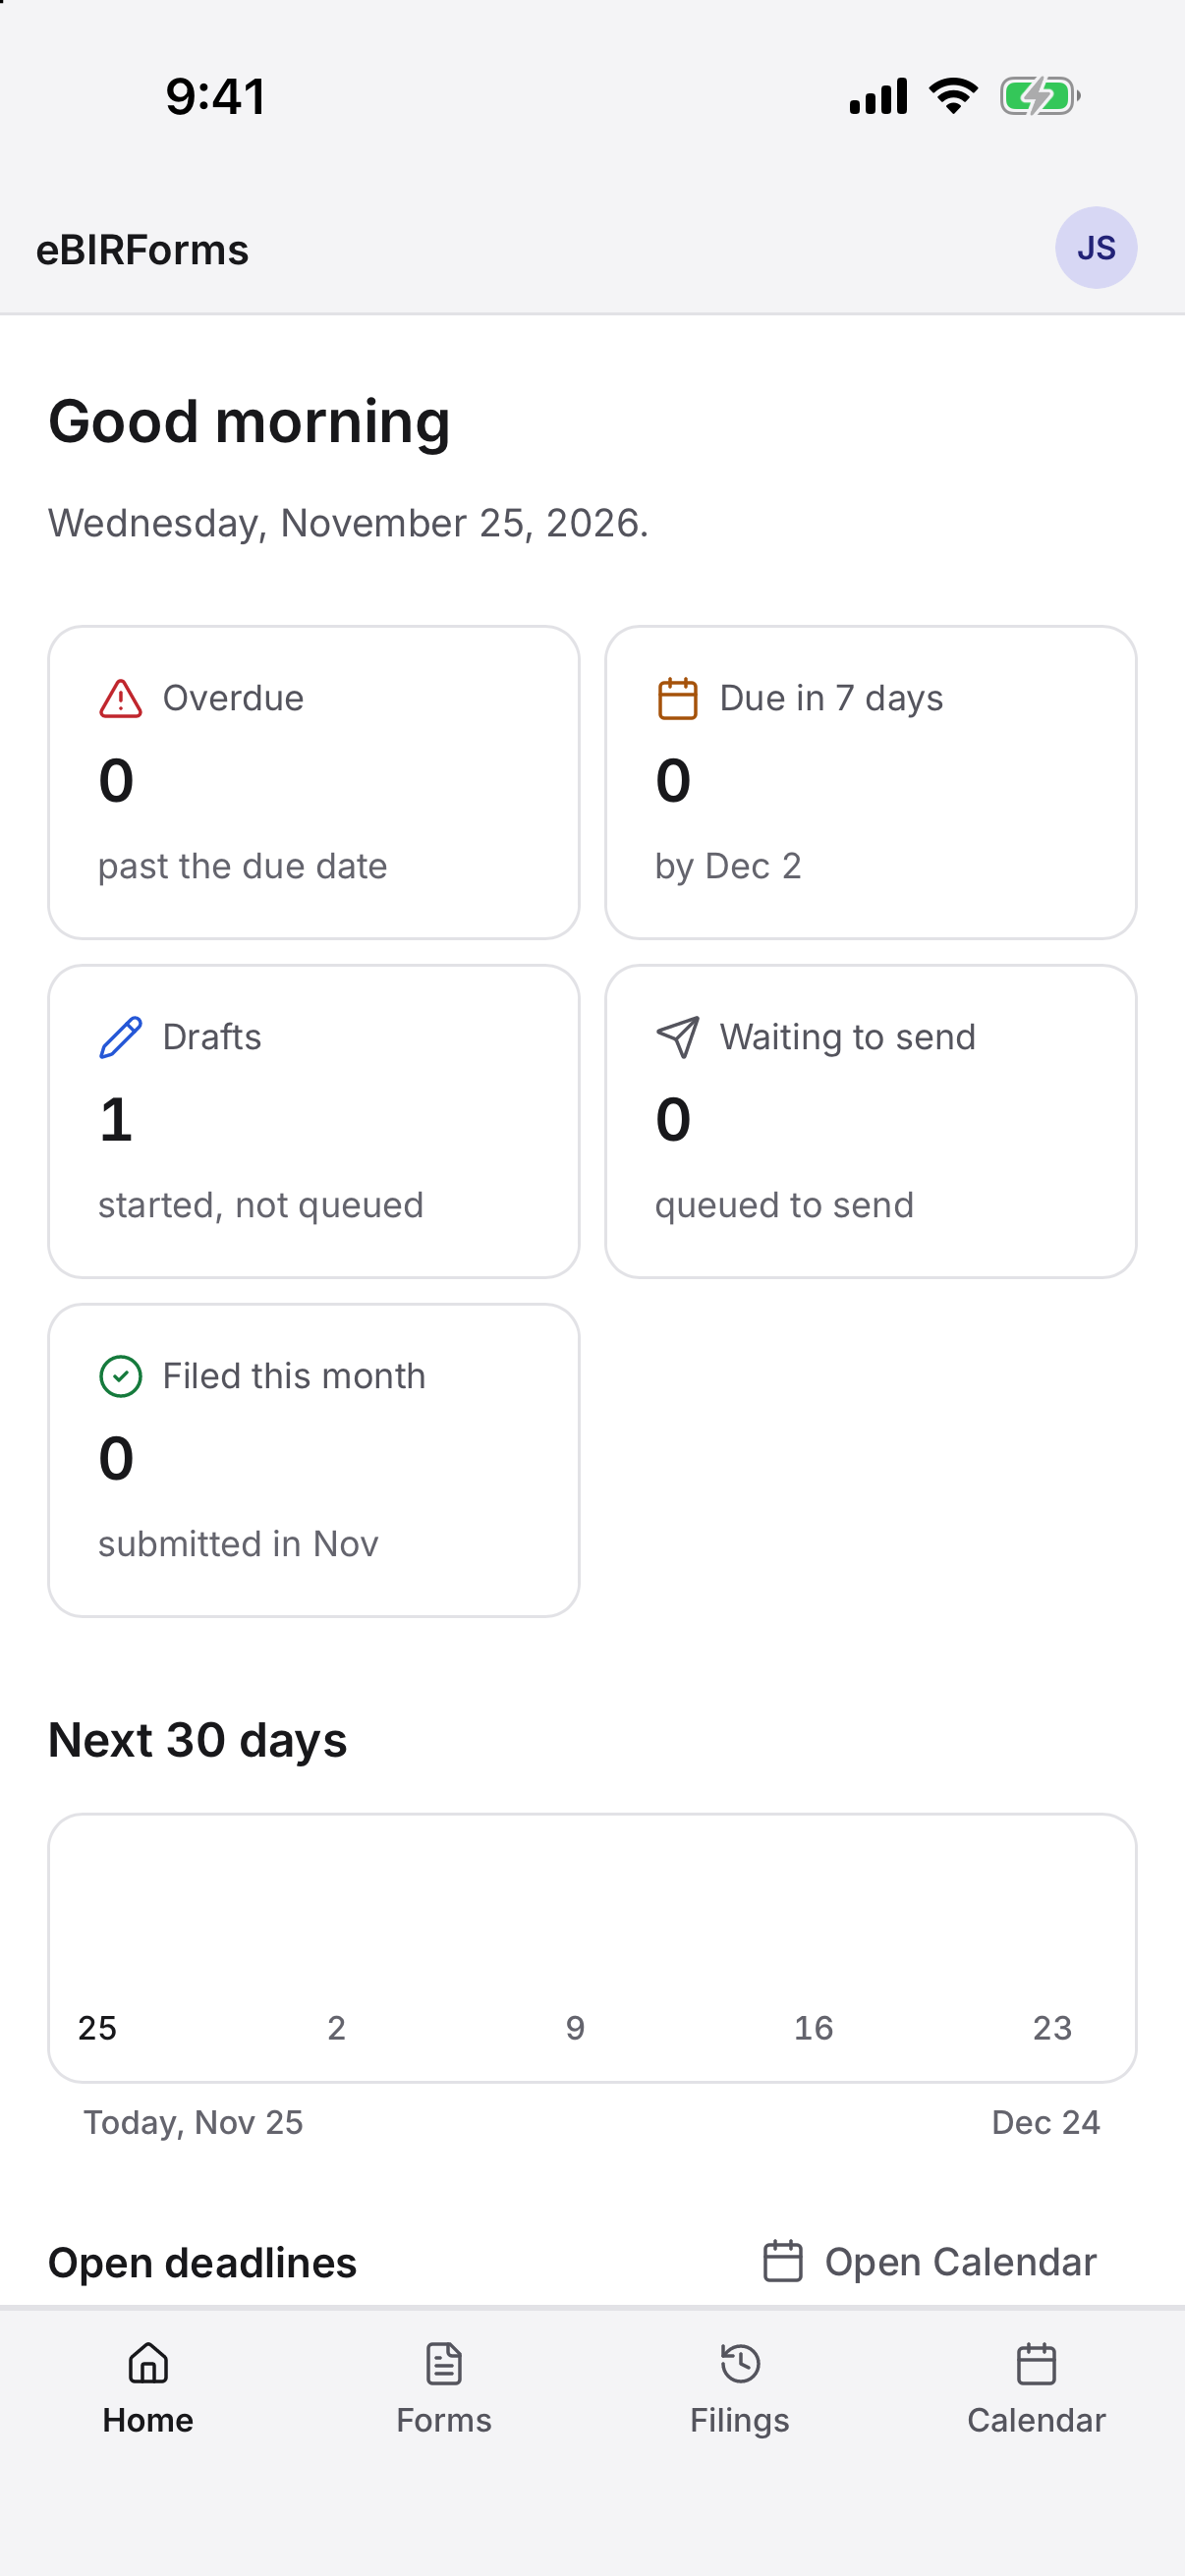 9:41
eBIRForms
JS
Good morning
Wednesday, November 25, 2026.
Overdue
0
past the due date
Due in 7 days
0
by Dec 2
Drafts
1
started, not queued
Waiting to send
0
queued to send
Filed this month
0
submitted in Nov
Next 30 days
25 2 9 16 23
Today, Nov 25 Dec 24
Open deadlines Open Calendar
Home Forms Filings Calendar